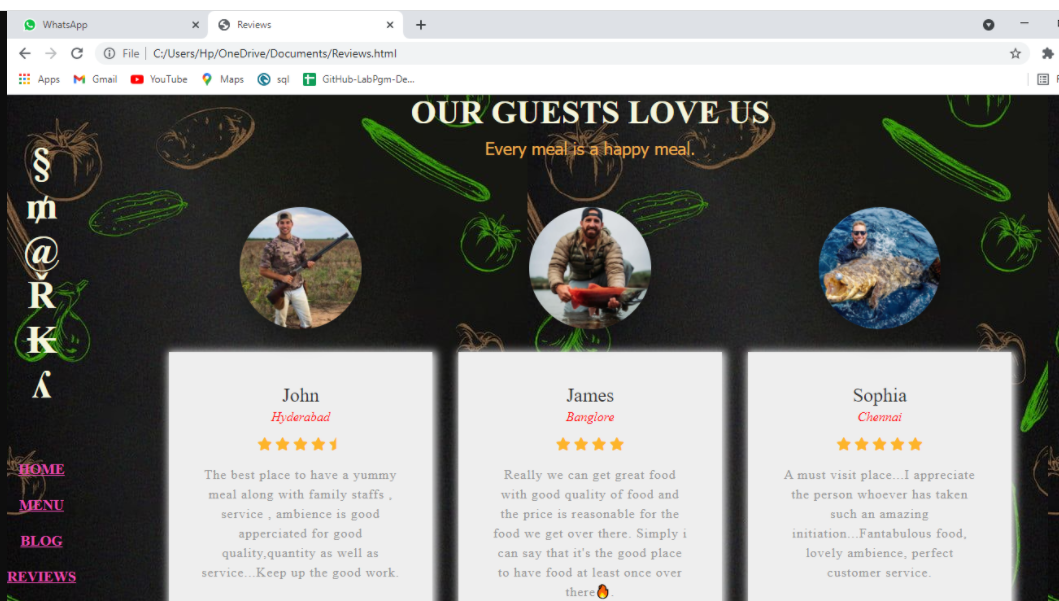 WhatsApp
Reviews
File
C:/Users/Hp/OneDrive/Documents/Reviews.html
Apps
Gmail
YouTube
Maps
sql
GitHub-LabPgm-De...
OUR GUESTS LOVE US
Every meal is a happy meal.
§
@
Ř
HOME
MENU
BLOG
REVIEWS
John
Hyderabad
The best place to have a yummy
meal along with family staffs ,
service , ambience is good
apperciated for good
quality,quantity as well as
service...Keep up the good work.
James
Banglore
Really we can get great food
with good quality of food and
the price is reasonable for the
food we get over there. Simply i
can say that it's the good place
to have food at least once over
there🔥.
Sophia
Chennai
A must visit place...I appreciate
the person whoever has taken
such an amazing
initiation...Fantabulous food,
lovely ambience, perfect
customer service.